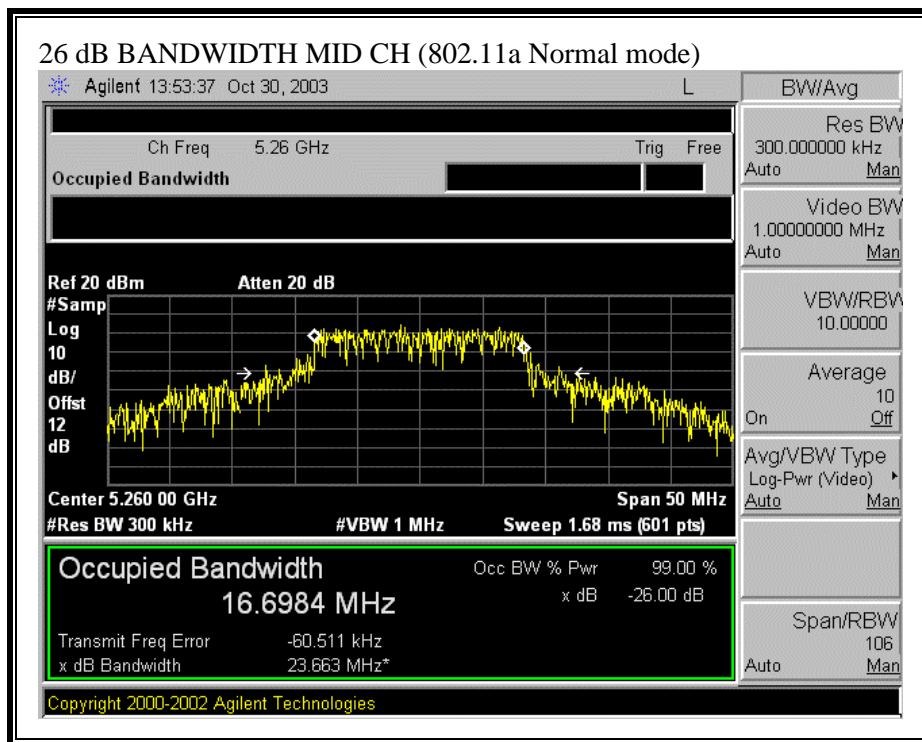 26 dB BANDWIDTH MID CH (802.11a Normal mode)
Agilent 13:53:37 Oct 30, 2003 L
BW/Avg
Ch Freq 5.26 GHz Trig Free
Occupied Bandwidth
Res BW
300.000000 kHz
Auto Man
Video BW
1.00000000 MHz
Auto Man
VBW/RBW
10.00000
Average
10
On Off
Avg/VBW Type
Log-Pwr (Video)
Auto Man
Span/RBW
106
Auto Man
Ref 20 dBm Atten 20 dB
#Samp
Log
10
dB/
Offst
12
dB
Center 5.260 00 GHz Span 50 MHz
#Res BW 300 kHz #VBW 1 MHz Sweep 1.68 ms (601 pts)
Occupied Bandwidth
16.6984 MHz
Occ BW % Pwr 99.00 %
x dB -26.00 dB
Transmit Freq Error -60.511 kHz
x dB Bandwidth 23.663 MHz*
Copyright 2000-2002 Agilent Technologies